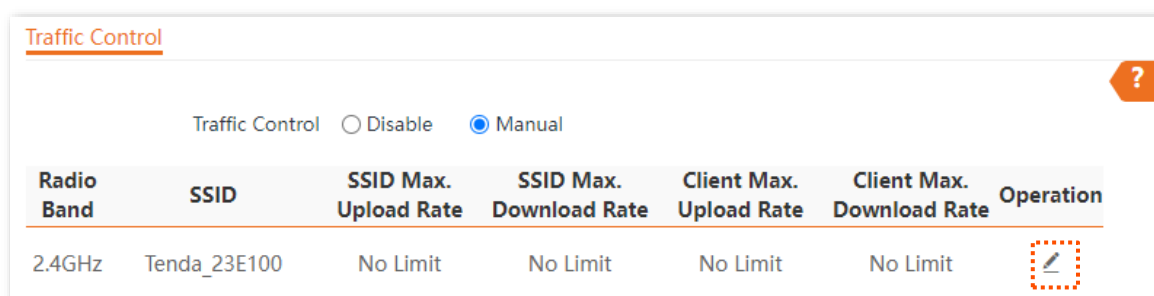 Traffic Control
?
Traffic Control Disable Manual
Radio Band SSID SSID Max. Upload Rate SSID Max. Download Rate Client Max. Upload Rate Client Max. Download Rate Operation
2.4GHz Tenda_23E100 No Limit No Limit No Limit No Limit